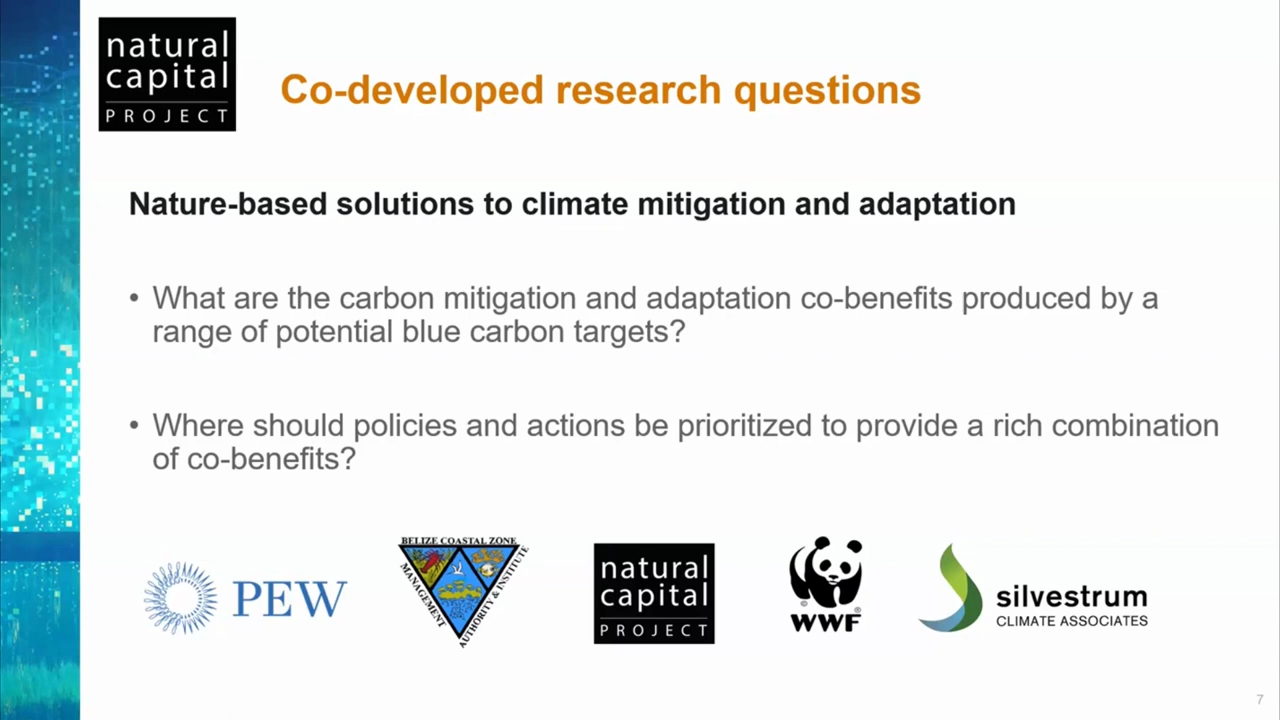 natural
capital
PROJECT
Co-developed research questions
Nature-based solutions to climate mitigation and adaptation
• What are the carbon mitigation and adaptation co-benefits produced by a
range of potential blue carbon targets?
• Where should policies and actions be prioritized to provide a rich combination
of co-benefits?
PEW
BELIZE COASTAL ZONE
MANAGEMENT
AUTHORITY & INSTITUTE
natural
capital
PROJECT
©
®
WWF
silvestrum
CLIMATE ASSOCIATES
7